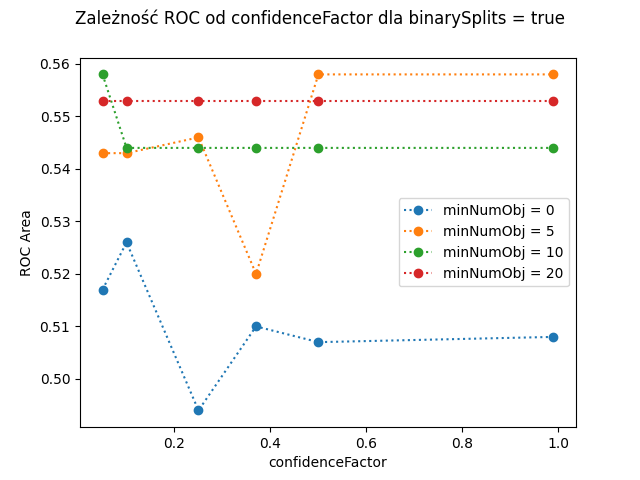 Zależność ROC od confidenceFactor dla binarySplits = true
0.56
0.55
0.54
0.53
0.52
0.51
0.50
ROC Area
minNumObj = 0
minNumObj = 5
minNumObj = 10
minNumObj = 20
0.2
0.4
0.6
0.8
1.0
confidenceFactor